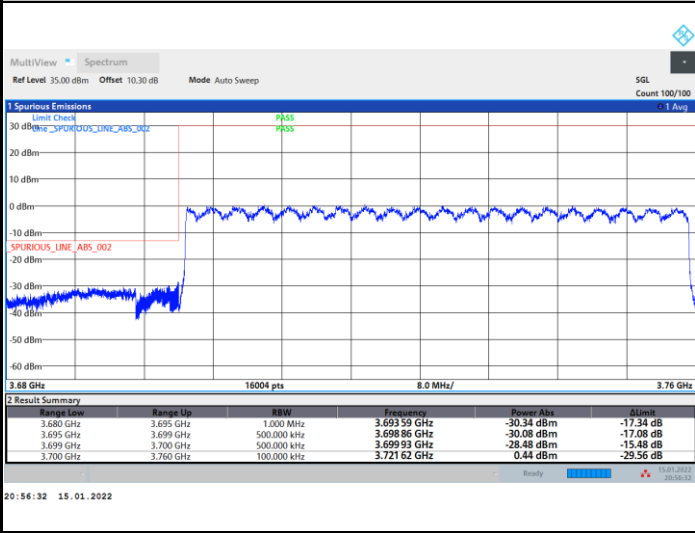 MultiView Spectrum
Ref Level 35.00 dBm Offset 10.30 dB Mode Auto Sweep SGL
Count 100/100
1 Spurious Emissions 1 Avg
Limit Check PASS
30 dBm Line _SPURIOUS_LINE_ABS_002 PASS
20 dBm
10 dBm
0 dBm
-10 dBm
_SPURIOUS_LINE_ABS_002
-20 dBm
-30 dBm
-40 dBm
-50 dBm
-60 dBm
3.68 GHz 16004 pts 8.0 MHz/ 3.76 GHz
2 Result Summary
Range Low Range Up RBW Frequency Power Abs ΔLimit
3.680 GHz 3.695 GHz 1.000 MHz 3.693 59 GHz -30.34 dBm -17.34 dB
3.695 GHz 3.699 GHz 500.000 kHz 3.698 86 GHz -30.08 dBm -17.08 dB
3.699 GHz 3.700 GHz 500.000 kHz 3.699 93 GHz -28.48 dBm -15.48 dB
3.700 GHz 3.760 GHz 100.000 kHz 3.721 62 GHz 0.44 dBm -29.56 dB
Ready 15.01.2022
20:56:32
20:56:32 15.01.2022